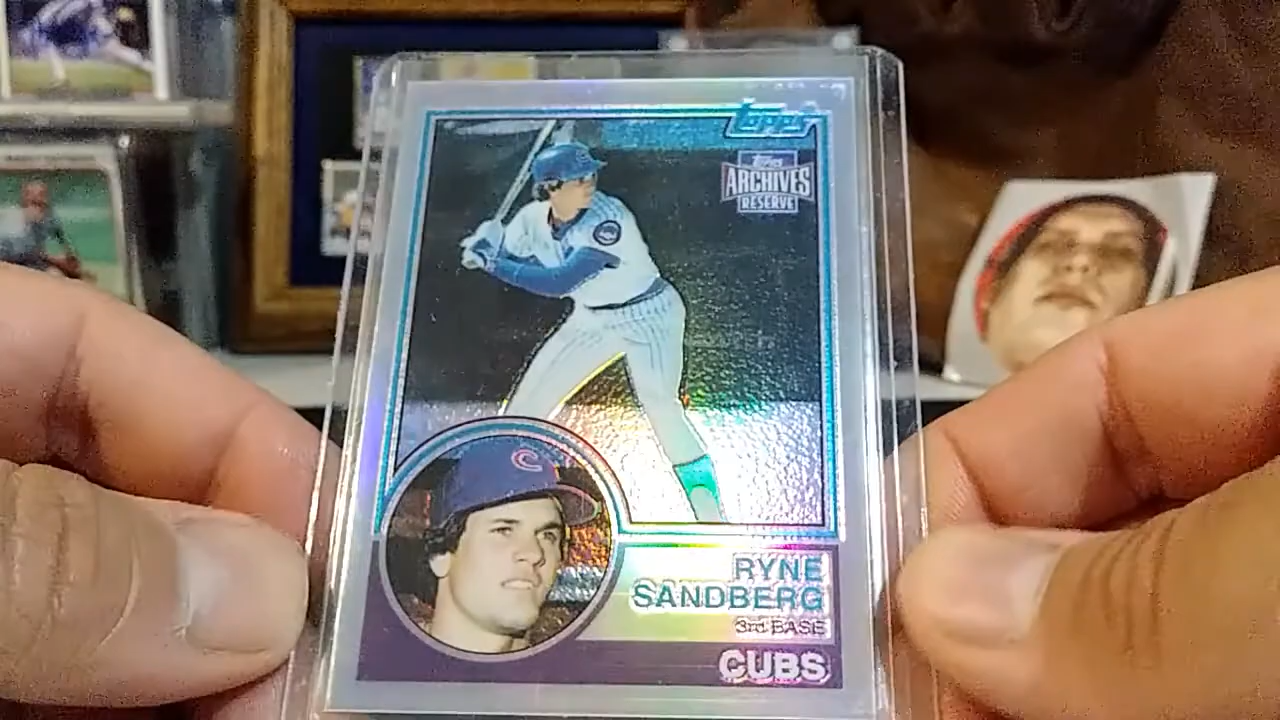 Topps
Topps
ARCHIVES
RESERVE
C
RYNE
SANDBERG
3rd BASE
CUBS